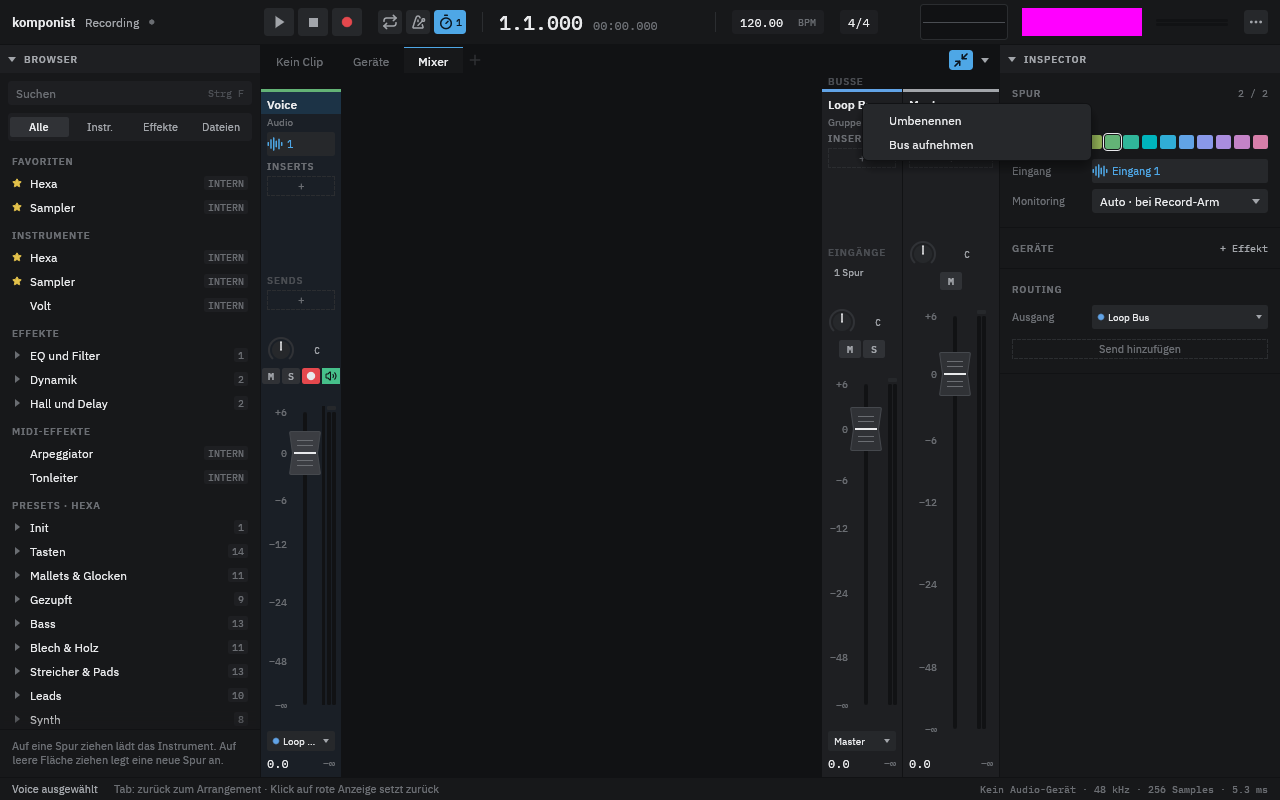 komponist Recording 1 1.1.000 00:00.000 120.00 BPM 4/4
BROWSER
Suchen Strg F
Alle Instr. Effekte Dateien
FAVORITEN
Hexa INTERN
Sampler INTERN
INSTRUMENTE
Hexa INTERN
Sampler INTERN
Volt INTERN
EFFEKTE
EQ und Filter 1
Dynamik 2
Hall und Delay 2
MIDI-EFFEKTE
Arpeggiator INTERN
Tonleiter INTERN
PRESETS · HEXA
Init 1
Tasten 14
Mallets & Glocken 11
Gezupft 9
Bass 13
Blech & Holz 11
Streicher & Pads 13
Leads 10
Synth 8
Auf eine Spur ziehen lädt das Instrument. Auf
leere Fläche ziehen legt eine neue Spur an.
Kein Clip Geräte Mixer +
Voice
Audio
1
INSERTS
+
SENDS
+
C
M S
+6
0
−6
−12
−24
−48
−∞
Loop ...
0.0 −∞
BUSSE
Loop B
Gruppe
INSER
EINGÄNGE
1 Spur
C
M S
+6
0
−6
−12
−24
−48
−∞
Master
0.0 −∞
Umbenennen
Bus aufnehmen
C
M
+6
0
−6
−12
−24
−48
−∞
0.0 −∞
INSPECTOR
SPUR 2 / 2
Eingang Eingang 1
Monitoring Auto · bei Record-Arm
GERÄTE + Effekt
ROUTING
Ausgang Loop Bus
Send hinzufügen
Voice ausgewählt Tab: zurück zum Arrangement · Klick auf rote Anzeige setzt zurück
Kein Audio-Gerät · 48 kHz · 256 Samples · 5.3 ms